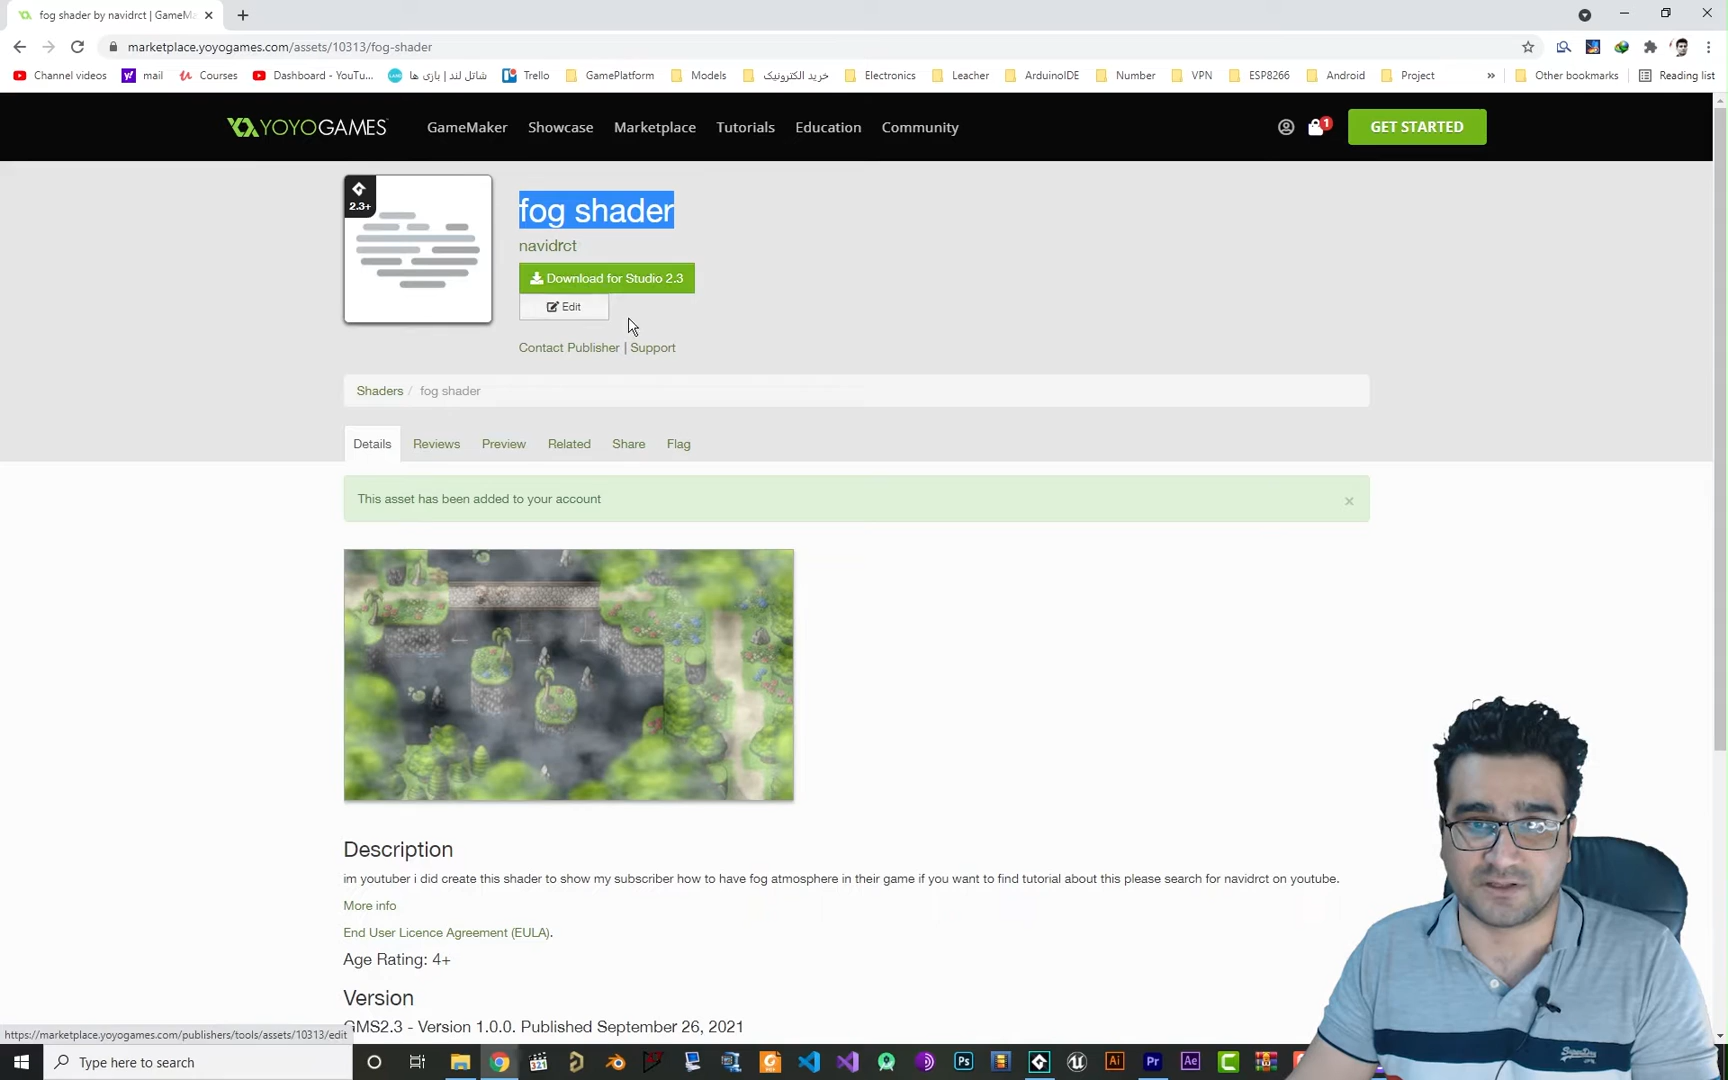 fog shader by navidrct | GameMa
marketplace.yoyogames.com/assets/10313/fog-shader
Channel videos mail Courses Dashboard - YouTu... شاتل لند | بازی ها Trello GamePlatform Models خرید الکترونیک Electronics Leacher ArduinoIDE Number VPN ESP8266 Android Project » Other bookmarks Reading list
YOYOGAMES GameMaker Showcase Marketplace Tutorials Education Community 1 GET STARTED
2.3+
fog shader
navidrct
Download for Studio 2.3
Edit
Contact Publisher | Support
Shaders / fog shader
Details Reviews Preview Related Share Flag
This asset has been added to your account ×
Description
im youtuber i did create this shader to show my subscriber how to have fog atmosphere in their game if you want to find tutorial about this please search for navidrct on youtube.
More info
End User Licence Agreement (EULA).
Age Rating: 4+
Version
GMS2.3 - Version 1.0.0. Published September 26, 2021
https://marketplace.yoyogames.com/publishers/tools/assets/10313/edit
Type here to search